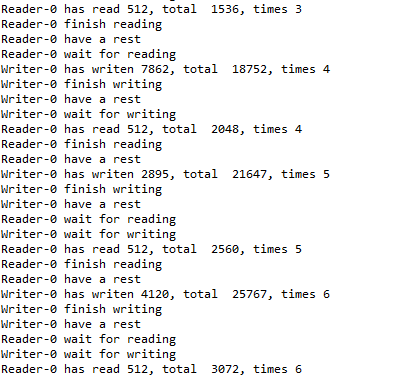 Reader-0 has read 512, total  1536, times 3
Reader-0 finish reading
Reader-0 have a rest
Reader-0 wait for reading
Writer-0 has writen 7862, total  18752, times 4
Writer-0 finish writing
Writer-0 have a rest
Writer-0 wait for writing
Reader-0 has read 512, total  2048, times 4
Reader-0 finish reading
Reader-0 have a rest
Writer-0 has writen 2895, total  21647, times 5
Writer-0 finish writing
Writer-0 have a rest
Reader-0 wait for reading
Writer-0 wait for writing
Reader-0 has read 512, total  2560, times 5
Reader-0 finish reading
Reader-0 have a rest
Writer-0 has writen 4120, total  25767, times 6
Writer-0 finish writing
Writer-0 have a rest
Reader-0 wait for reading
Writer-0 wait for writing
Reader-0 has read 512, total  3072, times 6